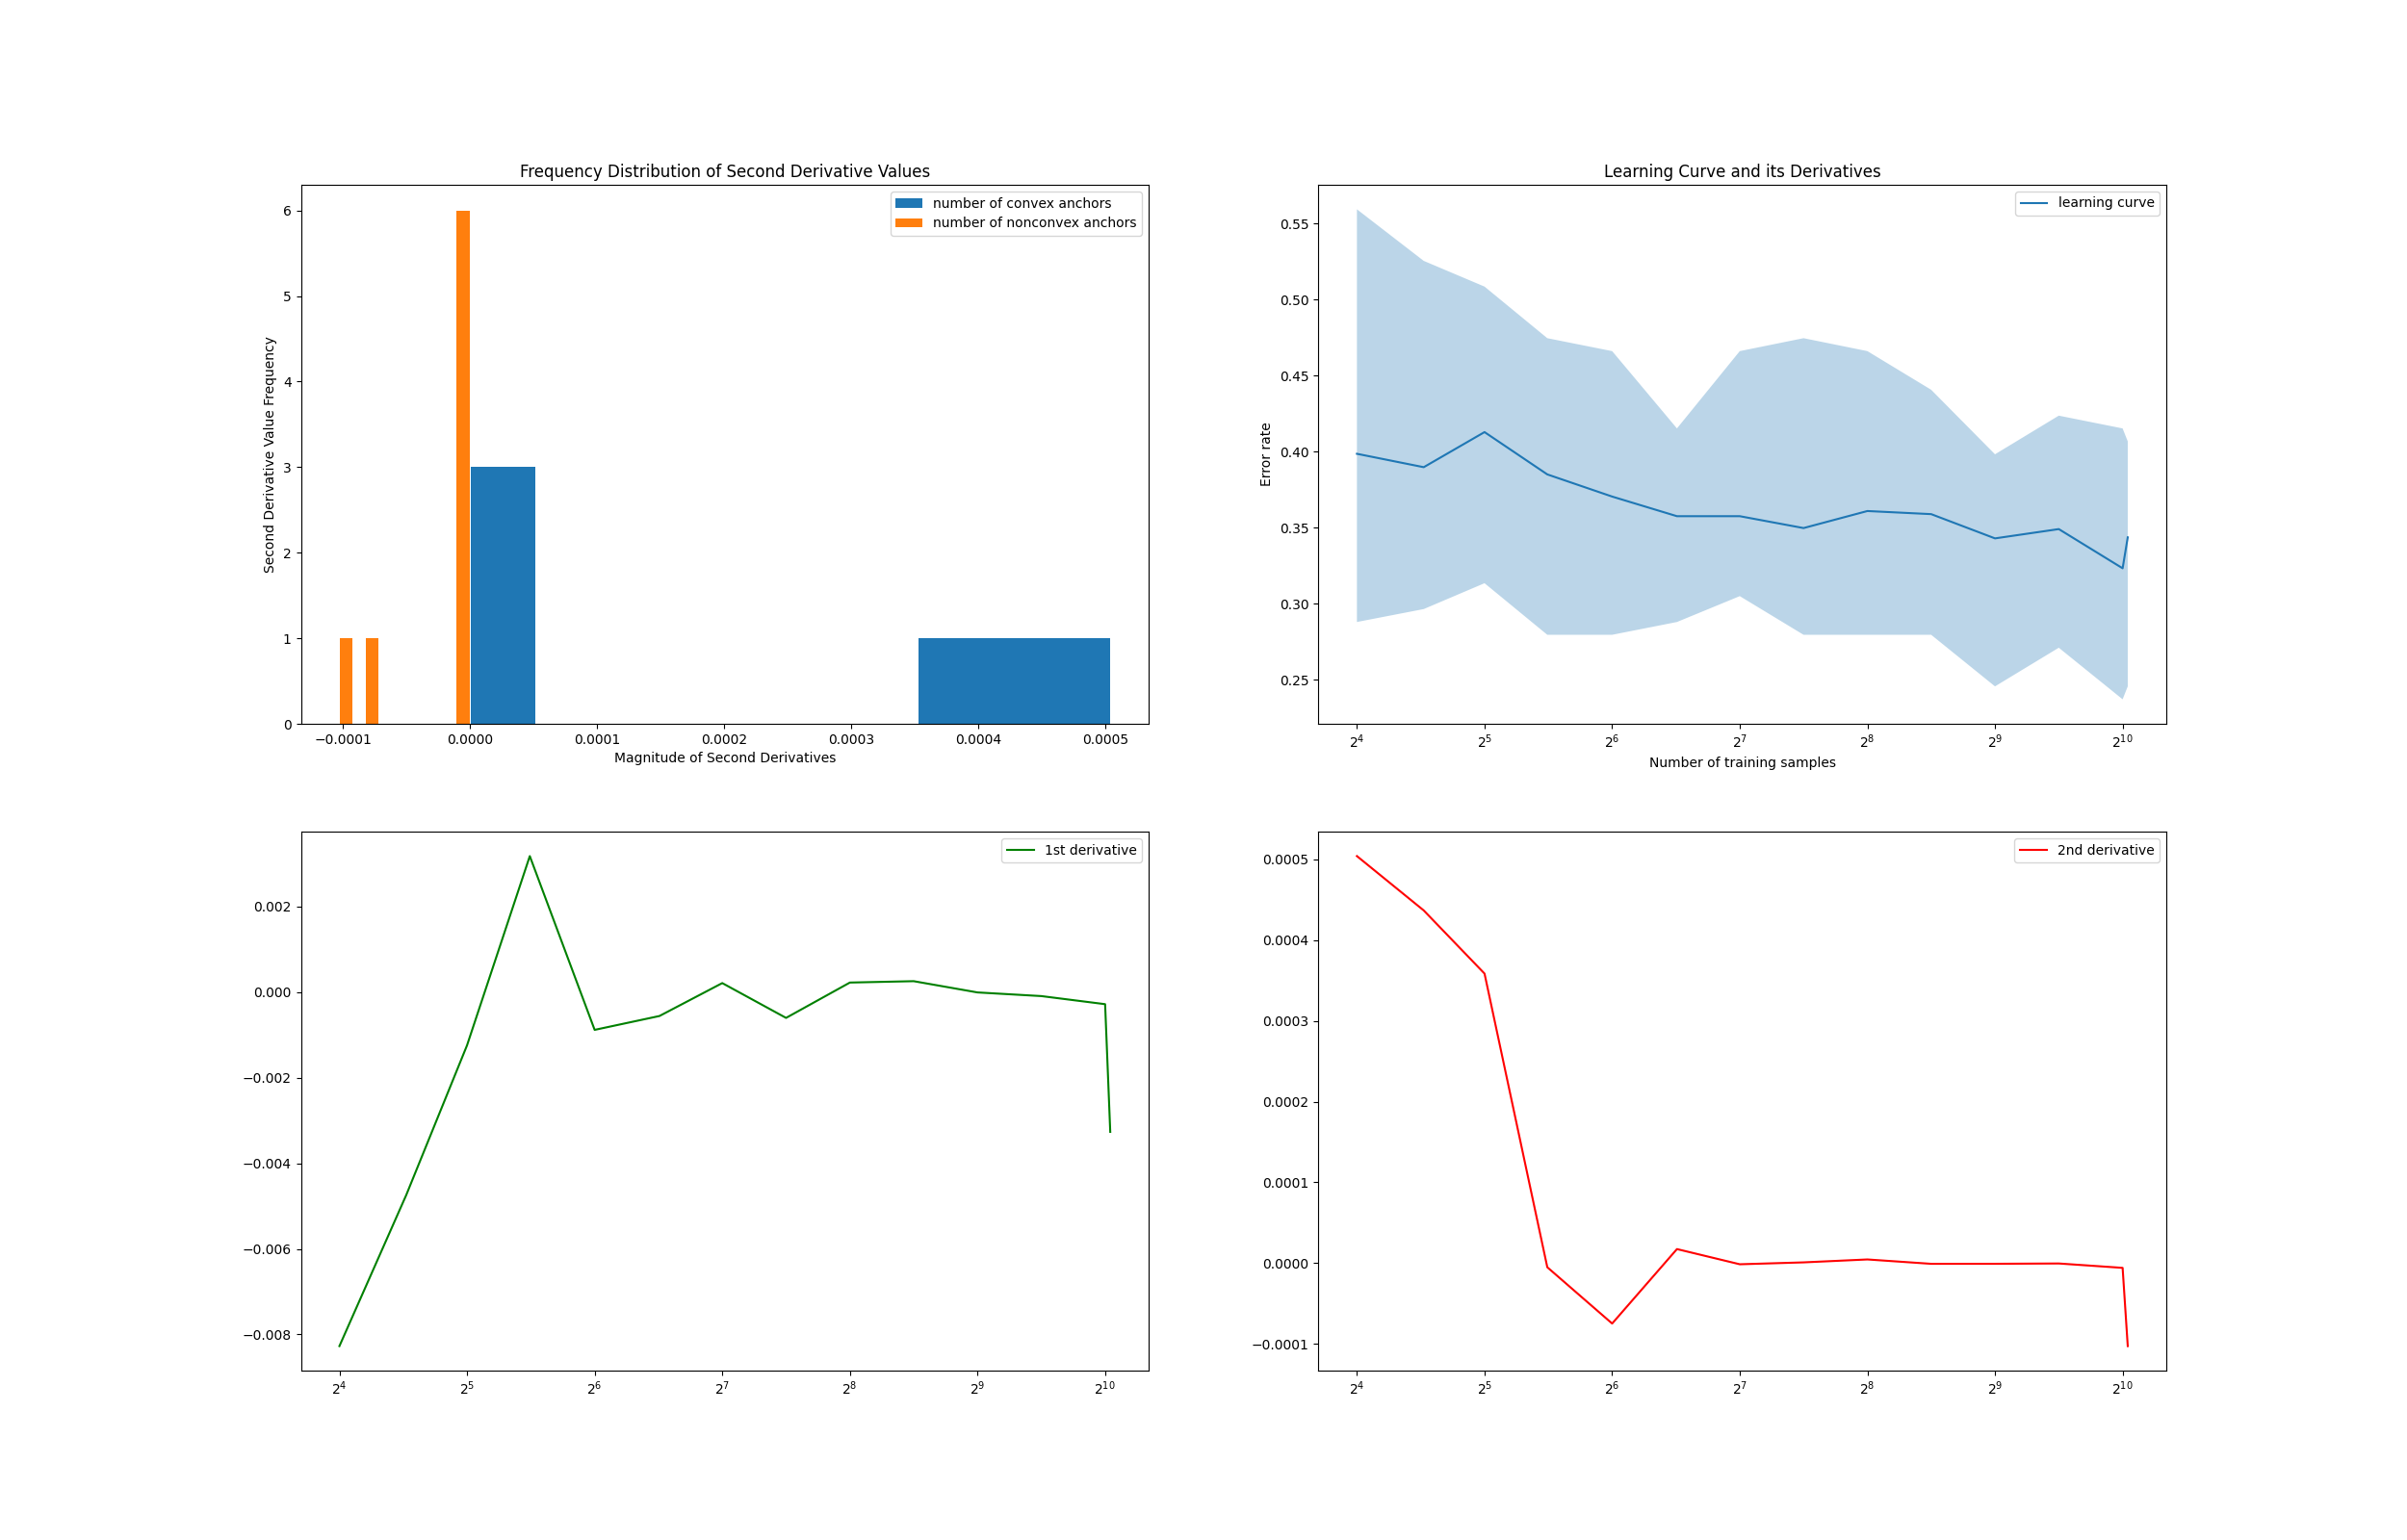 Frequency Distribution of Second Derivative Values
number of convex anchors
number of nonconvex anchors
Second Derivative Value Frequency
6
5
4
3
2
1
0
−0.0001 0.0000 0.0001 0.0002 0.0003 0.0004 0.0005
Magnitude of Second Derivatives
Learning Curve and its Derivatives
learning curve
Error rate
0.55
0.50
0.45
0.40
0.35
0.30
0.25
2⁴ 2⁵ 2⁶ 2⁷ 2⁸ 2⁹ 2¹⁰
Number of training samples
1st derivative
0.002
0.000
−0.002
−0.004
−0.006
−0.008
2⁴ 2⁵ 2⁶ 2⁷ 2⁸ 2⁹ 2¹⁰
2nd derivative
0.0005
0.0004
0.0003
0.0002
0.0001
0.0000
−0.0001
2⁴ 2⁵ 2⁶ 2⁷ 2⁸ 2⁹ 2¹⁰